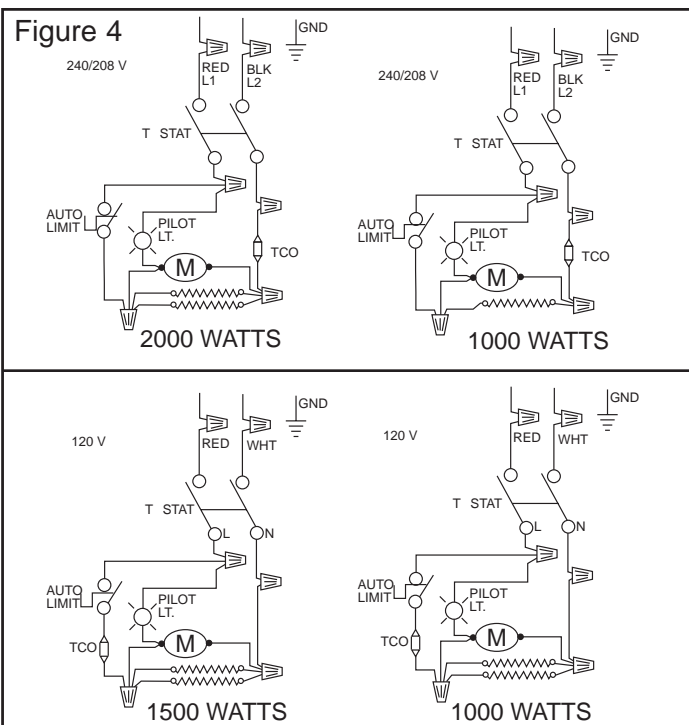 Figure 4
240/208 V
RED
L1
BLK
L2
GND
T STAT
AUTO
LIMIT
PILOT
LT.
TCO
M
2000 WATTS
240/208 V
RED
L1
BLK
L2
GND
T STAT
AUTO
LIMIT
PILOT
LT.
TCO
M
1000 WATTS
120 V
RED
WHT
GND
T STAT
L
N
AUTO
LIMIT
PILOT
LT.
TCO
M
1500 WATTS
120 V
RED
WHT
GND
T STAT
L
N
AUTO
LIMIT
PILOT
LT.
TCO
M
1000 WATTS